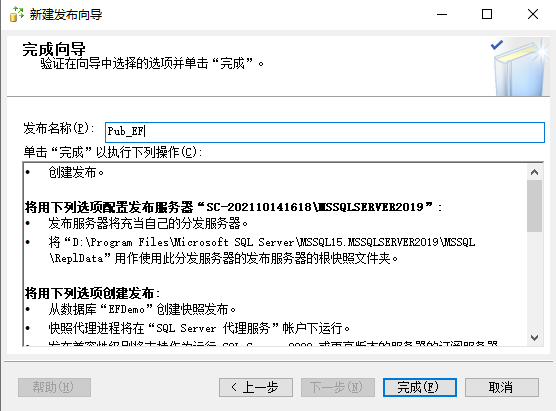 新建发布向导
完成向导
验证在向导中选择的选项并单击“完成”。
发布名称(P):
Pub_EF
单击“完成”以执行下列操作(C):
• 创建发布。
将用下列选项配置发布服务器“SC-202110141618\MSSQLSERVER2019”:
• 发布服务器将充当自己的分发服务器。
• 将“D:\Program Files\Microsoft SQL Server\MSSQL15.MSSQLSERVER2019\MSSQL
\ReplData”用作使用此分发服务器的发布服务器的根快照文件夹。
将用下列选项创建发布:
• 从数据库“EFDemo”创建快照发布。
• 快照代理进程将在“SQL Server 代理服务”帐户下运行。
帮助(H)
< 上一步
下一步(N)
完成(F)
取消